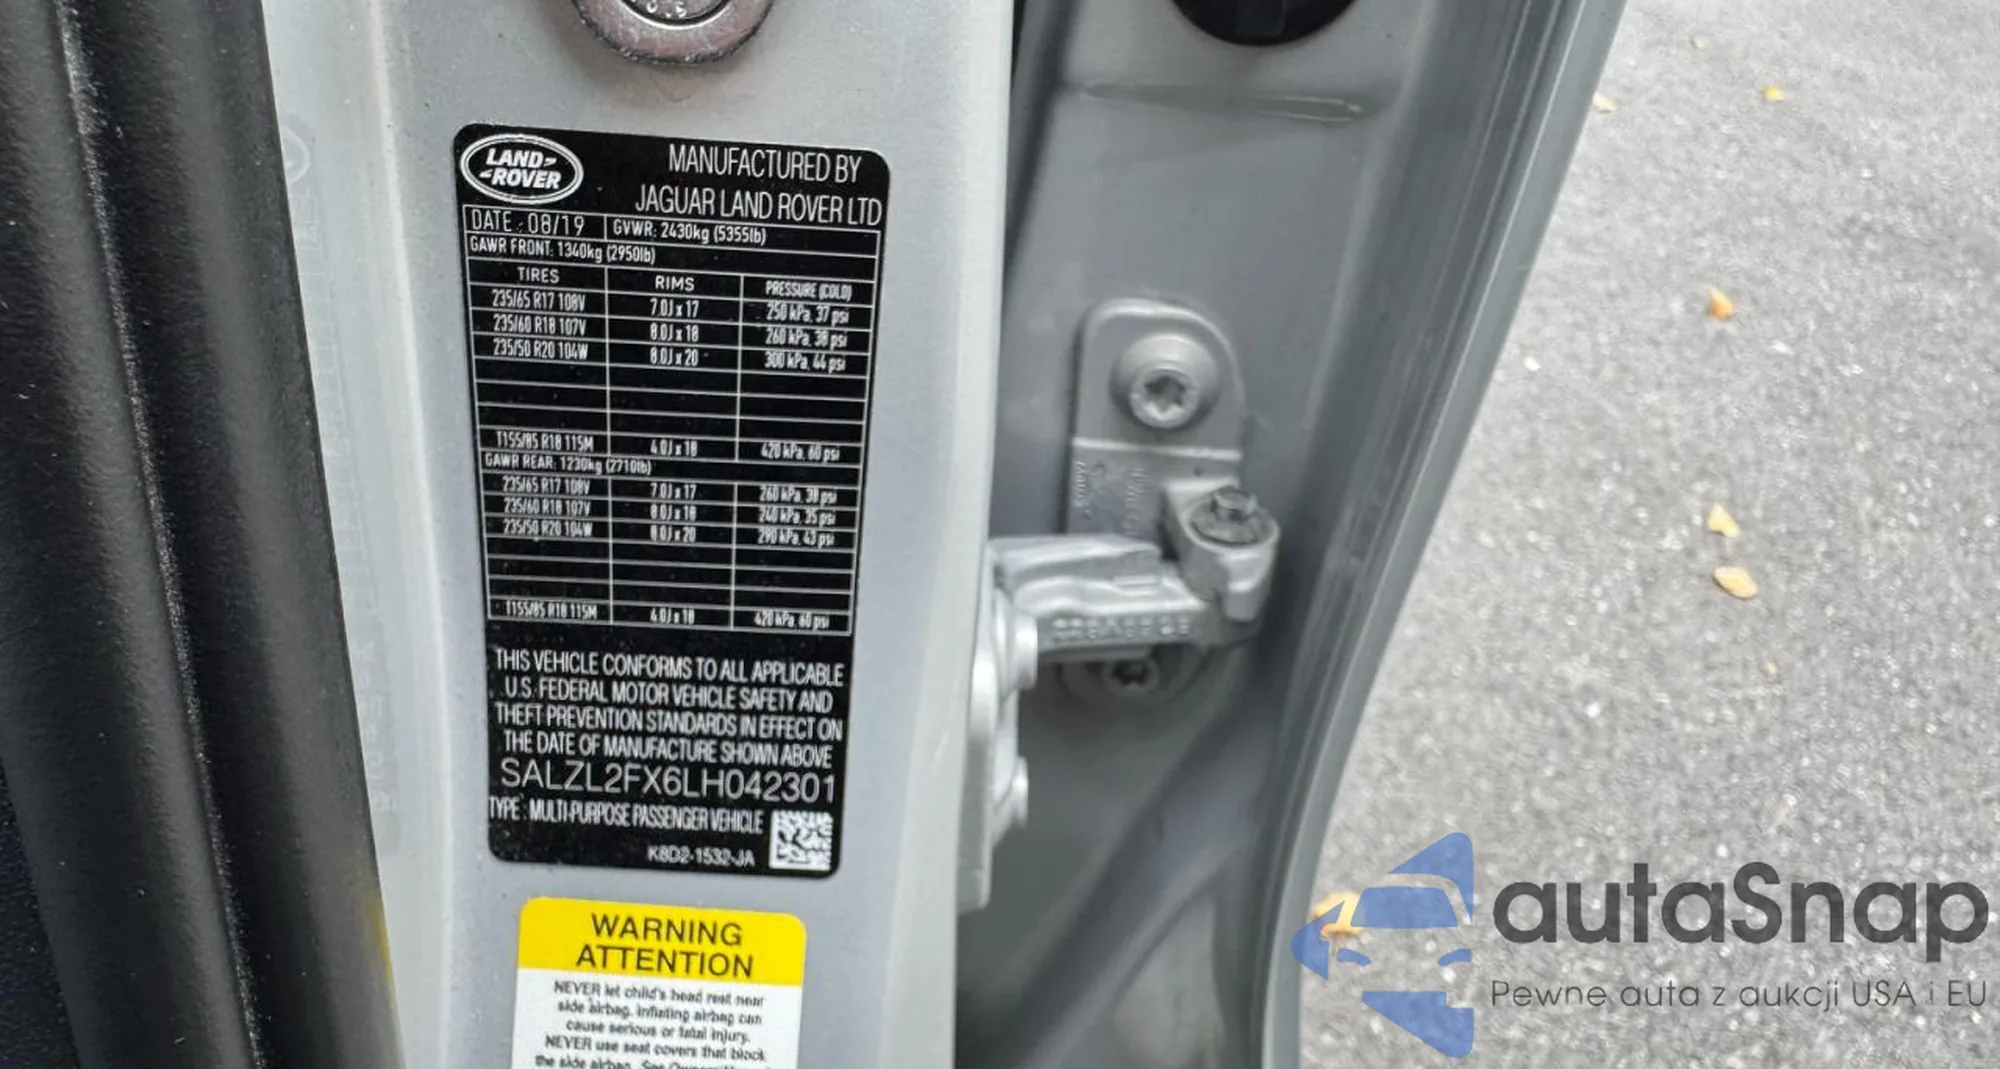 LAND-
-ROVER
MANUFACTURED BY
JAGUAR LAND ROVER LTD
DATE : 08/19 GVWR: 2430kg (5355lb)
GAWR FRONT: 1340kg (2950lb)
TIRES RIMS PRESSURE (COLD)
235/65 R17 108V 7.0J x 17 250 kPa, 37 psi
235/60 R18 107V 8.0J x 18 260 kPa, 38 psi
235/50 R20 104W 8.0J x 20 300 kPa, 44 psi
T155/85 R18 115M 4.0J x 18 420 kPa, 60 psi
GAWR REAR: 1230kg (2710lb)
235/65 R17 108V 7.0J x 17 260 kPa, 38 psi
235/60 R18 107V 8.0J x 18 240 kPa, 35 psi
235/50 R20 104W 8.0J x 20 290 kPa, 43 psi
T155/85 R18 115M 4.0J x 18 420 kPa, 60 psi
THIS VEHICLE CONFORMS TO ALL APPLICABLE
U.S. FEDERAL MOTOR VEHICLE SAFETY AND
THEFT PREVENTION STANDARDS IN EFFECT ON
THE DATE OF MANUFACTURE SHOWN ABOVE
SALZL2FX6LH042301
TYPE : MULTI-PURPOSE PASSENGER VEHICLE
K8D2-1532-JA
WARNING
ATTENTION
NEVER let child's head rest near
side airbag. Inflating airbag can
cause serious or fatal injury.
NEVER use seat covers that block
the side airbag. See
autaSnap
Pewne auta z aukcji USA i EU